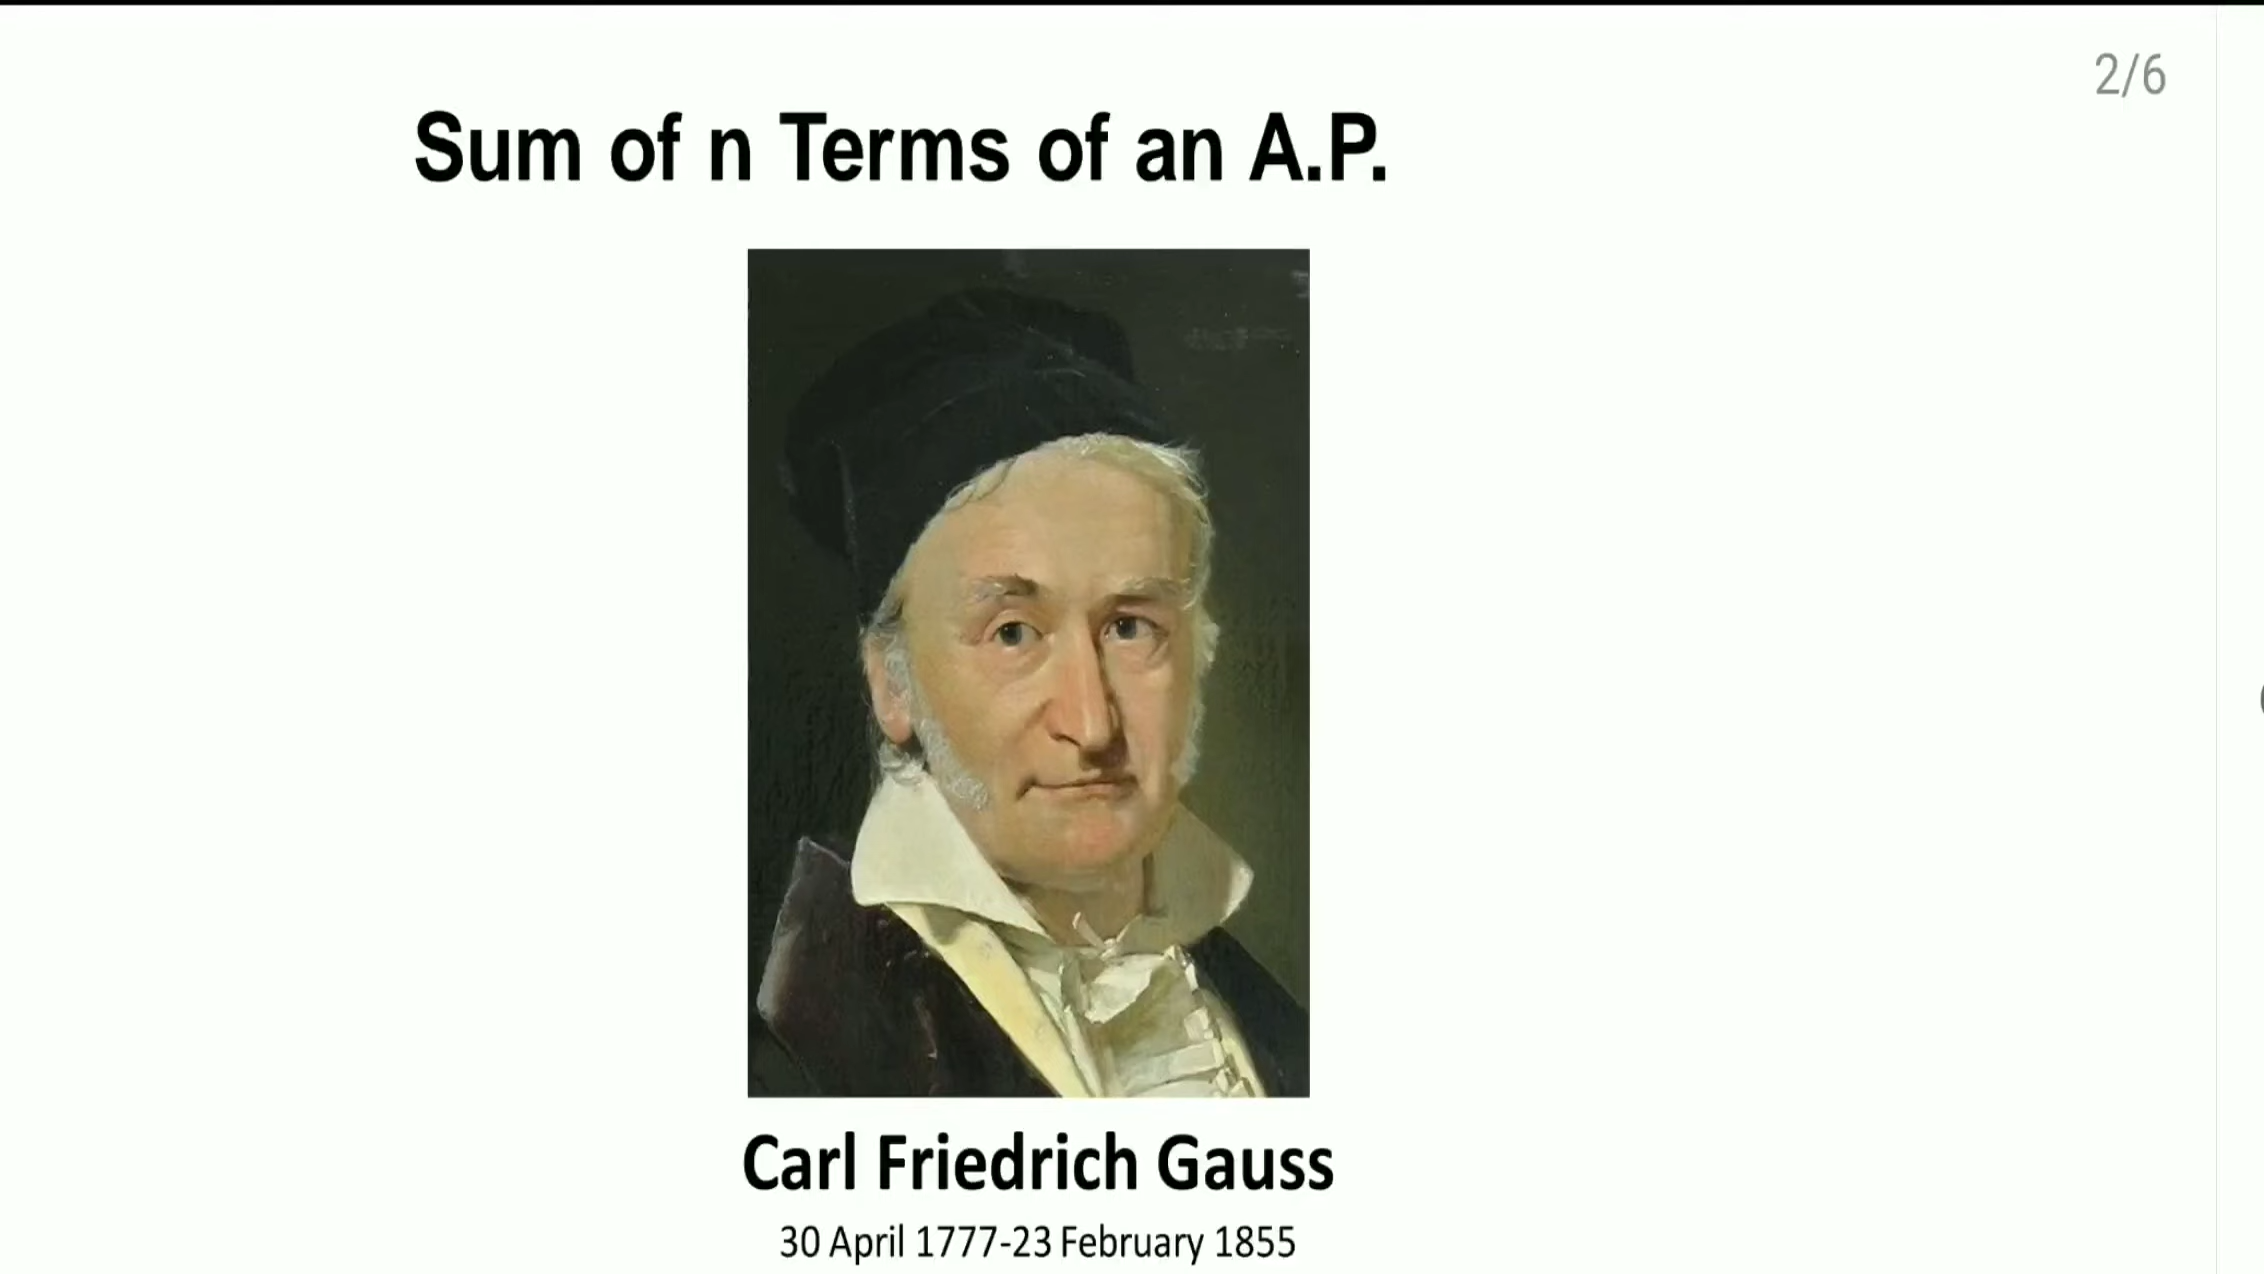 2/6
Sum of n Terms of an A.P.
Carl Friedrich Gauss
30 April 1777-23 February 1855